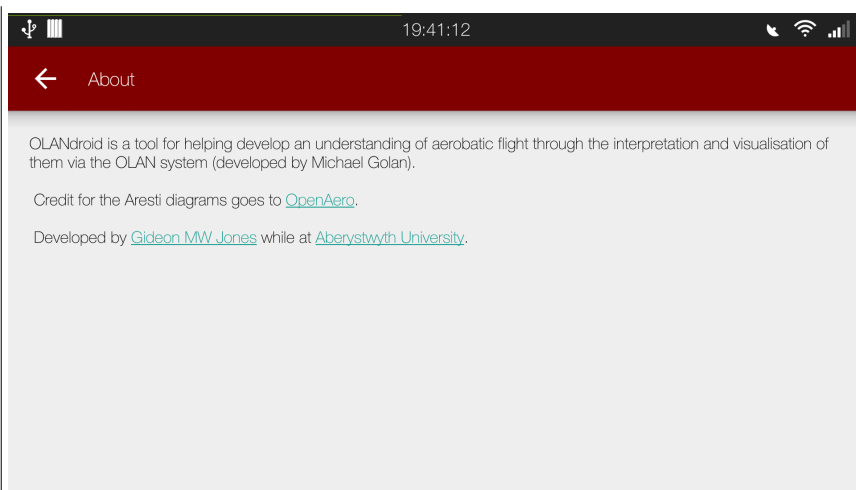 19:41:12
About
OLANdroid is a tool for helping develop an understanding of aerobatic flight through the interpretation and visualisation of
them via the OLAN system (developed by Michael Golan).
Credit for the Aresti diagrams goes to OpenAero.
Developed by Gideon MW Jones while at Aberystwyth University.